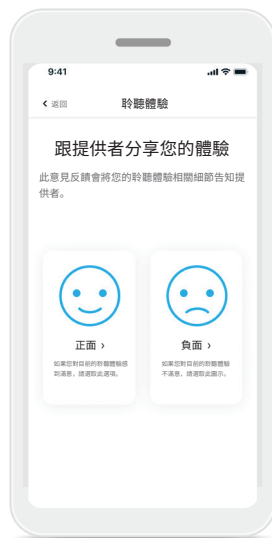 9:41
返回
聆聽體驗
跟提供者分享您的體驗
此意見反饋會將您的聆聽體驗相關細節告知提
供者。
正面 ›
如果您對目前的聆聽體驗感
到滿意，請選取此選項。
負面 ›
如果您對目前的聆聽體驗
不滿意，請選取此圖示。